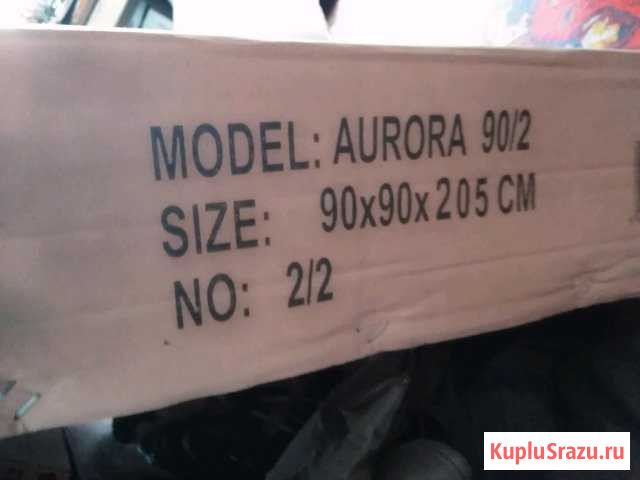 MODEL: AURORA 90/2
SIZE: 90x90x205 CM
NO: 2/2
KupluSrazu.ru